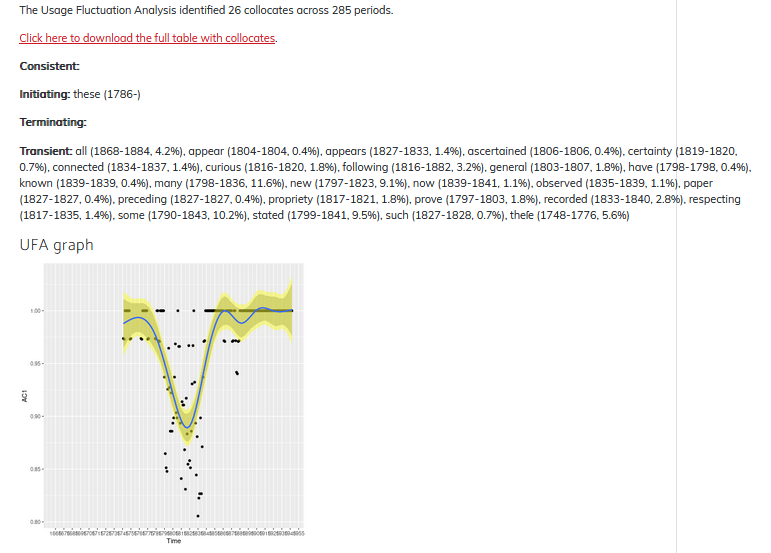 The Usage Fluctuation Analysis identified 26 collocates across 285 periods.
Click here to download the full table with collocates.
Consistent:
Initiating: these (1786-)
Terminating:
Transient: all (1868-1884, 4.2%), appear (1804-1804, 0.4%), appears (1827-1833, 1.4%), ascertained (1806-1806, 0.4%), certainty (1819-1820,
0.7%), connected (1834-1837, 1.4%), curious (1816-1820, 1.8%), following (1816-1882, 3.2%), general (1803-1807, 1.8%), have (1798-1798, 0.4%),
known (1839-1839, 0.4%), many (1798-1836, 11.6%), new (1797-1823, 9.1%), now (1839-1841, 1.1%), observed (1835-1839, 1.1%), paper
(1827-1827, 0.4%), preceding (1827-1827, 0.4%), propriety (1817-1821, 1.8%), prove (1797-1803, 1.8%), recorded (1833-1840, 2.8%), respecting
(1817-1835, 1.4%), some (1790-1843, 10.2%), stated (1799-1841, 9.5%), such (1827-1828, 0.7%), theſe (1748-1776, 5.6%)
UFA graph
1.00
0.95
AC1
0.90
0.85
0.80
Time